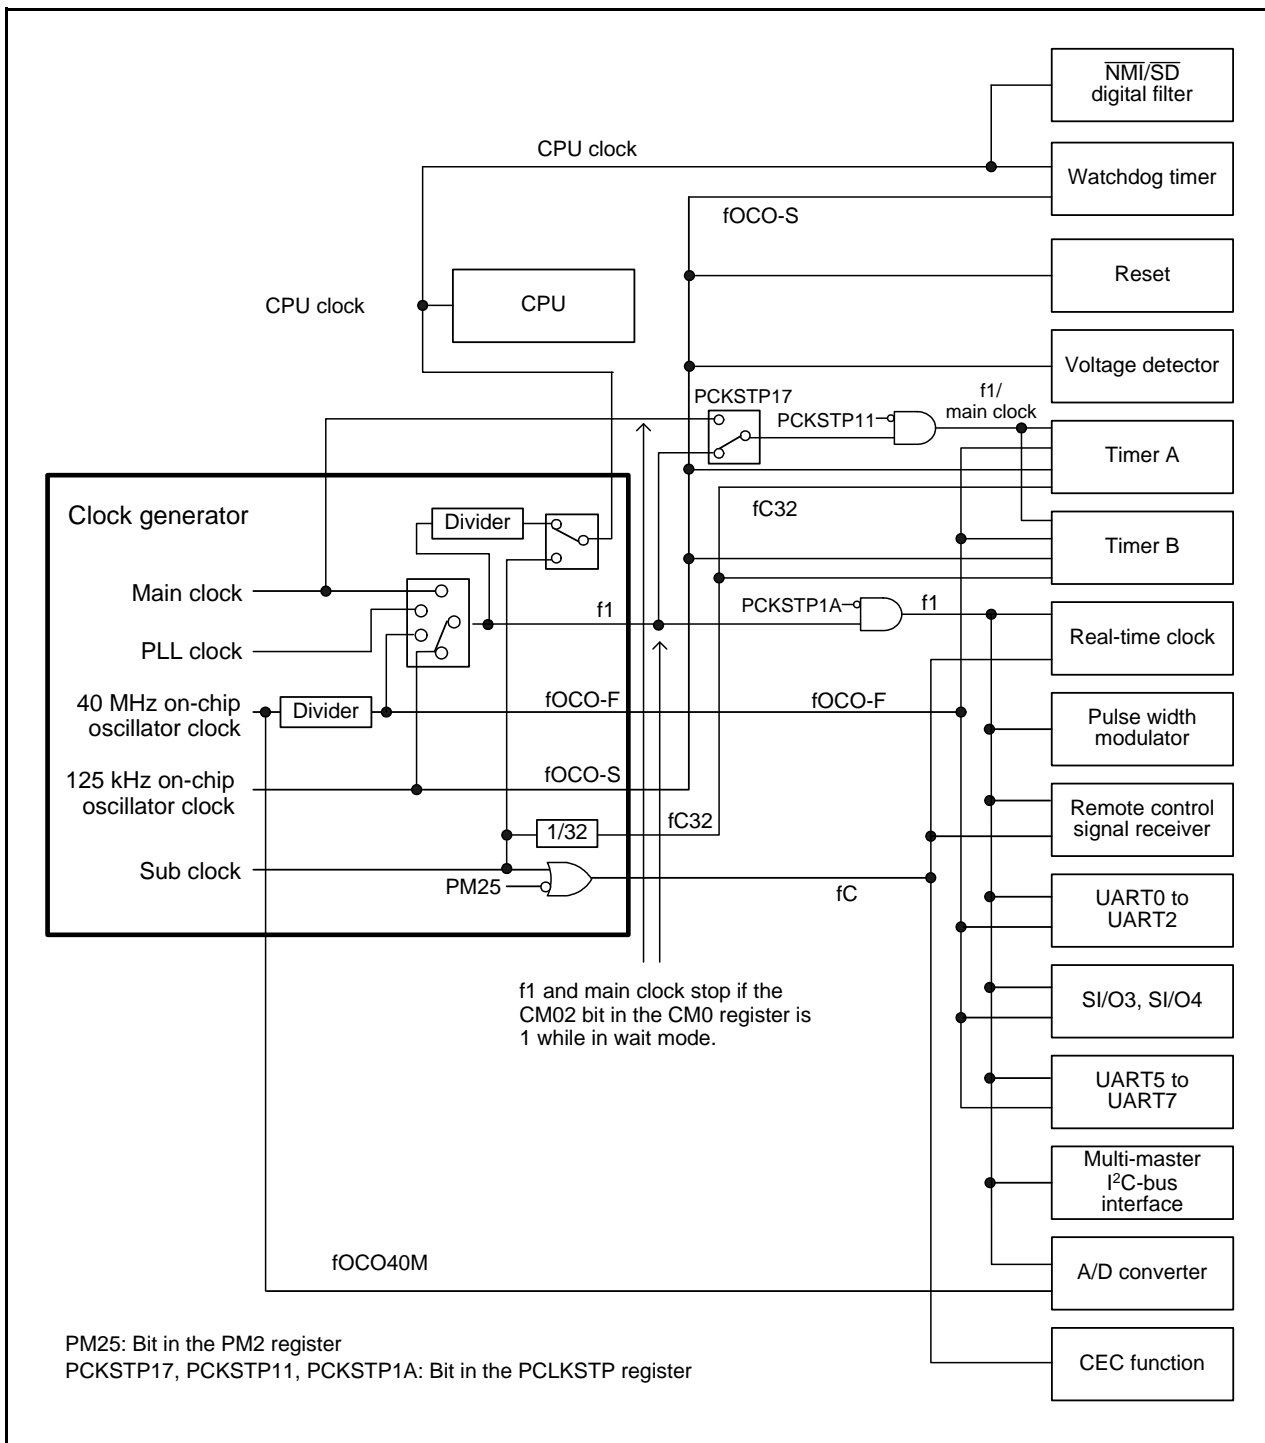 NMI/SD
digital filter
CPU clock
Watchdog timer
fOCO-S
Reset
CPU clock
CPU
Voltage detector
PCKSTP17
PCKSTP11
f1/
main clock
Timer A
fC32
Clock generator
Divider
Timer B
Main clock
f1
PCKSTP1A
f1
Real-time clock
PLL clock
40 MHz on-chip
oscillator clock
Divider
fOCO-F
fOCO-F
Pulse width
modulator
125 kHz on-chip
oscillator clock
fOCO-S
1/32
fC32
Remote control
signal receiver
Sub clock
PM25
fC
UART0 to
UART2
f1 and main clock stop if the
CM02 bit in the CM0 register is
1 while in wait mode.
SI/O3, SI/O4
UART5 to
UART7
Multi-master
I²C-bus
interface
fOCO40M
A/D converter
PM25: Bit in the PM2 register
PCKSTP17, PCKSTP11, PCKSTP1A: Bit in the PCLKSTP register
CEC function